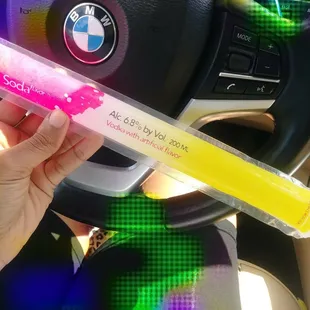 BMW
MODE
Soda
Alc 6.8% by Vol. 200 ML
Vodka with artificial flavor